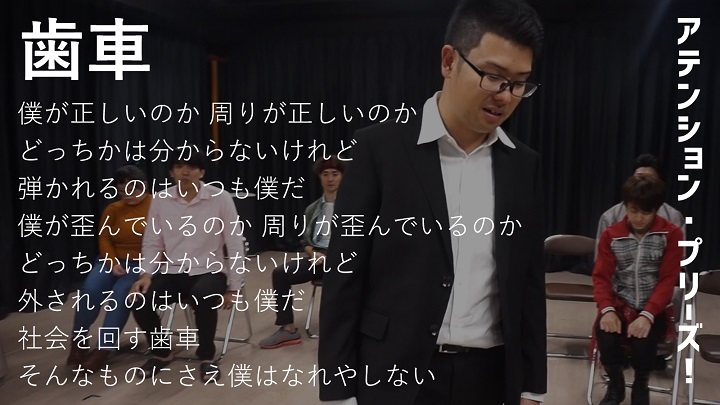 歯車
僕が正しいのか 周りが正しいのか
どっちかは分からないけれど
弾かれるのはいつも僕だ
僕が歪んでいるのか 周りが歪んでいるのか
どっちかは分からないけれど
外されるのはいつも僕だ
社会を回す歯車
そんなものにさえ僕はなれやしない
アテンション・プリーズ!